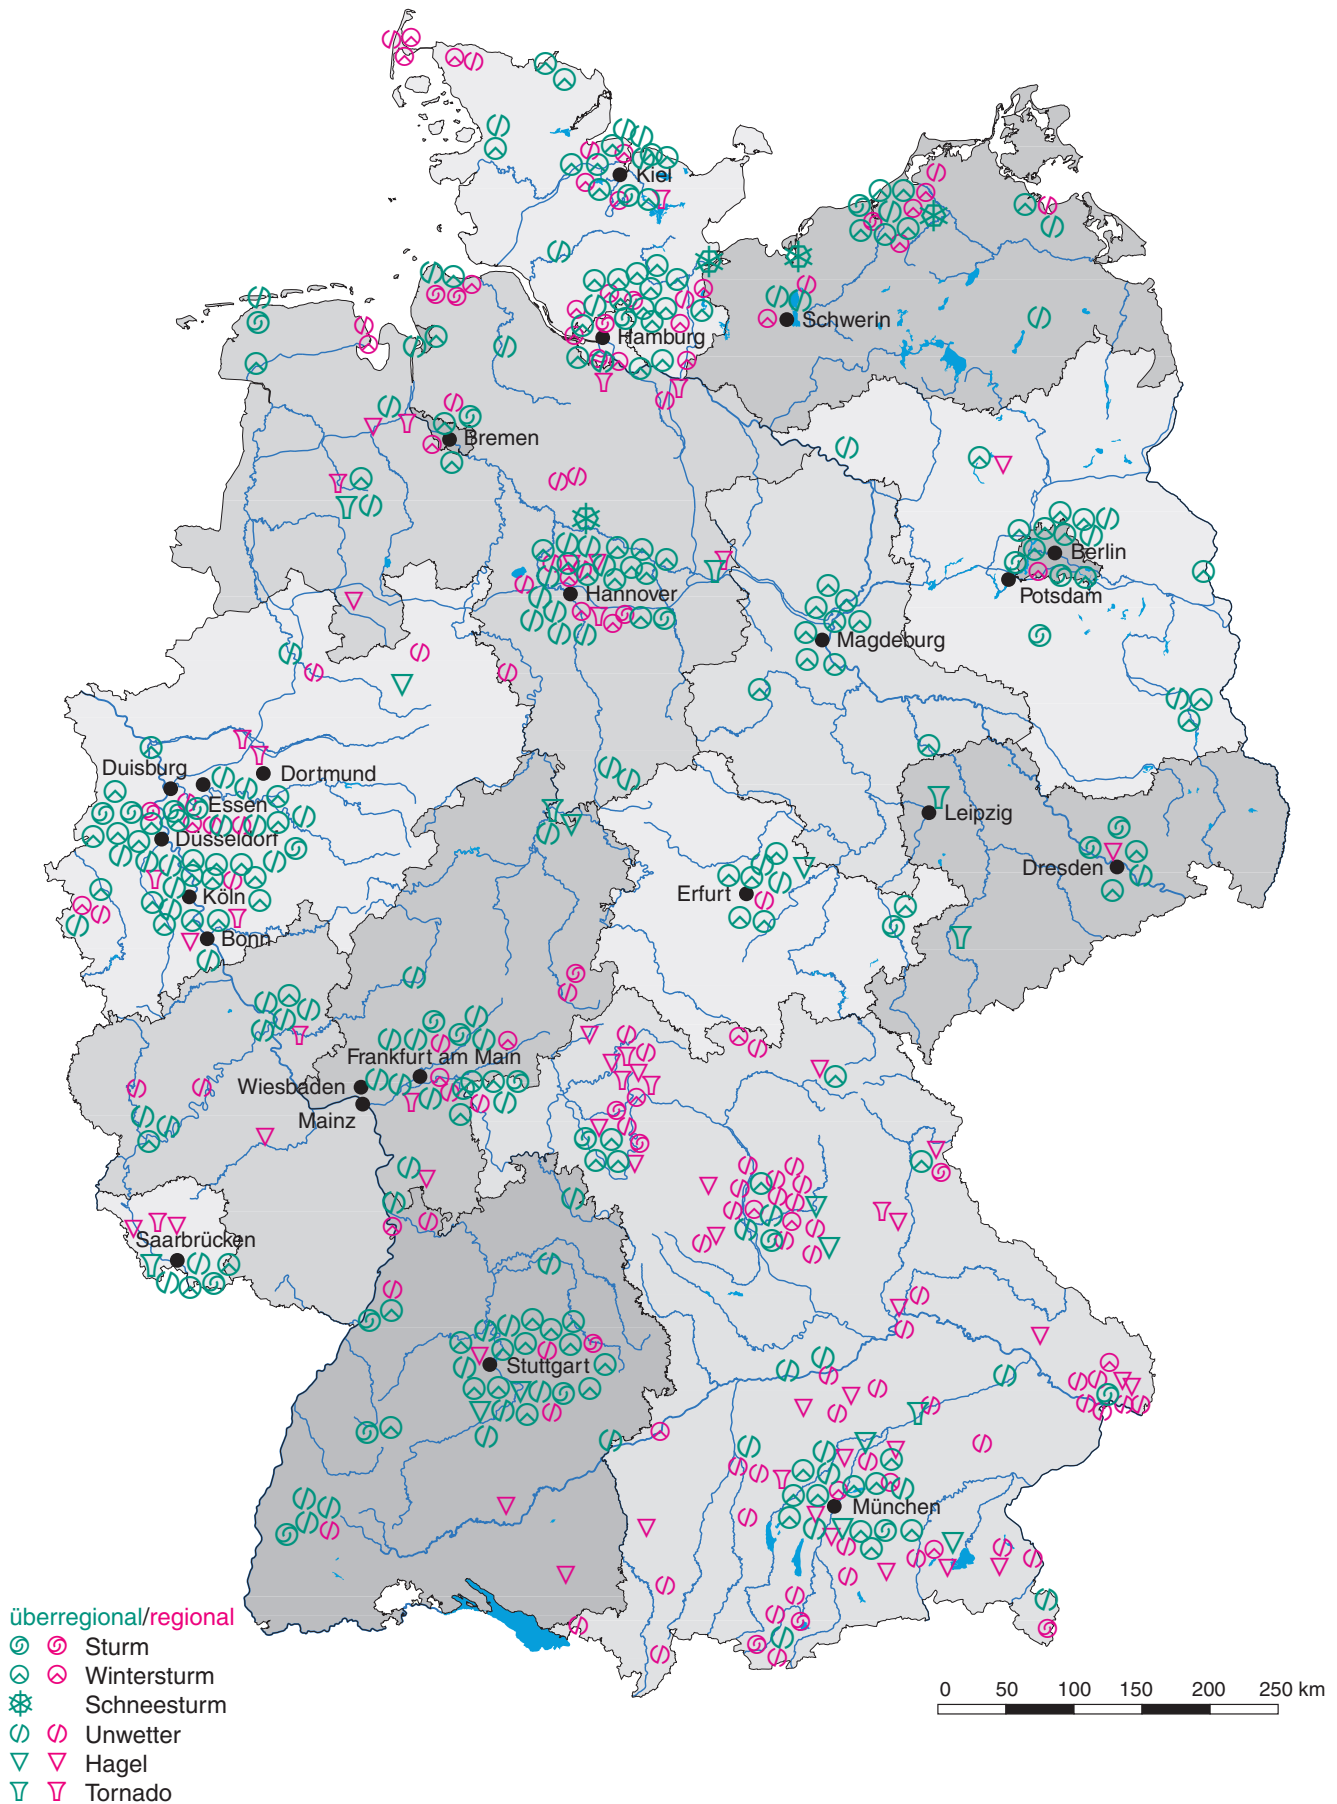 Kiel
Schwerin
Hamburg
Bremen
Berlin
Hannover
Potsdam
Magdeburg
Duisburg
Dortmund
Essen
Leipzig
Düsseldorf
Dresden
Erfurt
Köln
Bonn
Frankfurt am Main
Wiesbaden
Mainz
Saarbrücken
Stuttgart
München
überregional/regional
Sturm
Wintersturm
Schneesturm
Unwetter
Hagel
Tornado
0 50 100 150 200 250 km